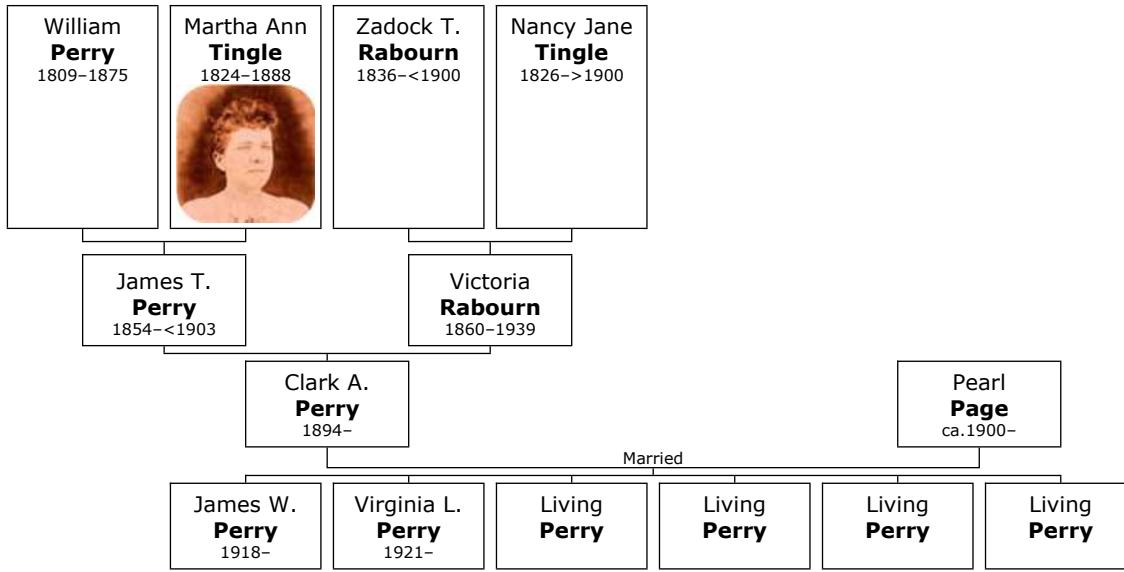 William
Perry
1809–1875
Martha Ann
Tingle
1824–1888
Zadock T.
Rabourn
1836–<1900
Nancy Jane
Tingle
1826–>1900
James T.
Perry
1854–<1903
Victoria
Rabourn
1860–1939
Clark A.
Perry
1894–
Pearl
Page
ca.1900–
Married
James W.
Perry
1918–
Virginia L.
Perry
1921–
Living
Perry
Living
Perry
Living
Perry
Living
Perry